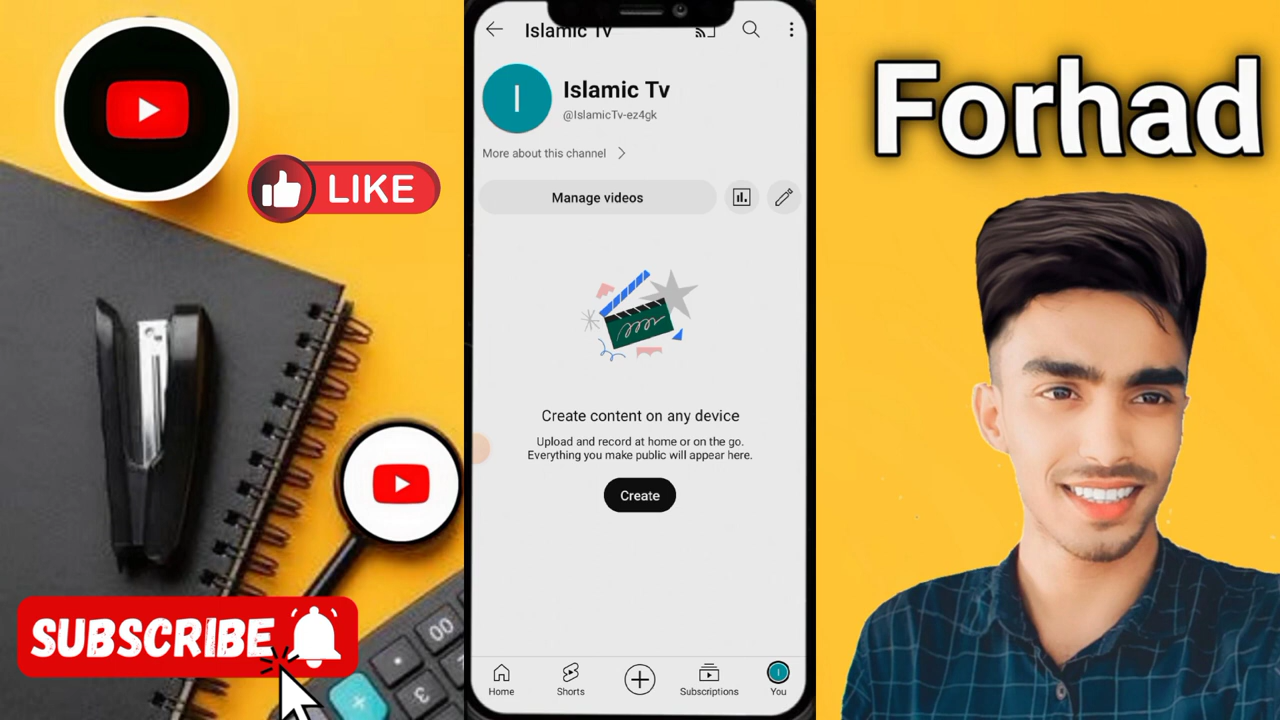 LIKE
SUBSCRIBE
00
3
Islamic Tv
Islamic Tv
@IslamicTv-ez4gk
More about this channel
Manage videos
Create content on any device
Upload and record at home or on the go.
Everything you make public will appear here.
Create
Home
Shorts
Subscriptions
You
Forhad